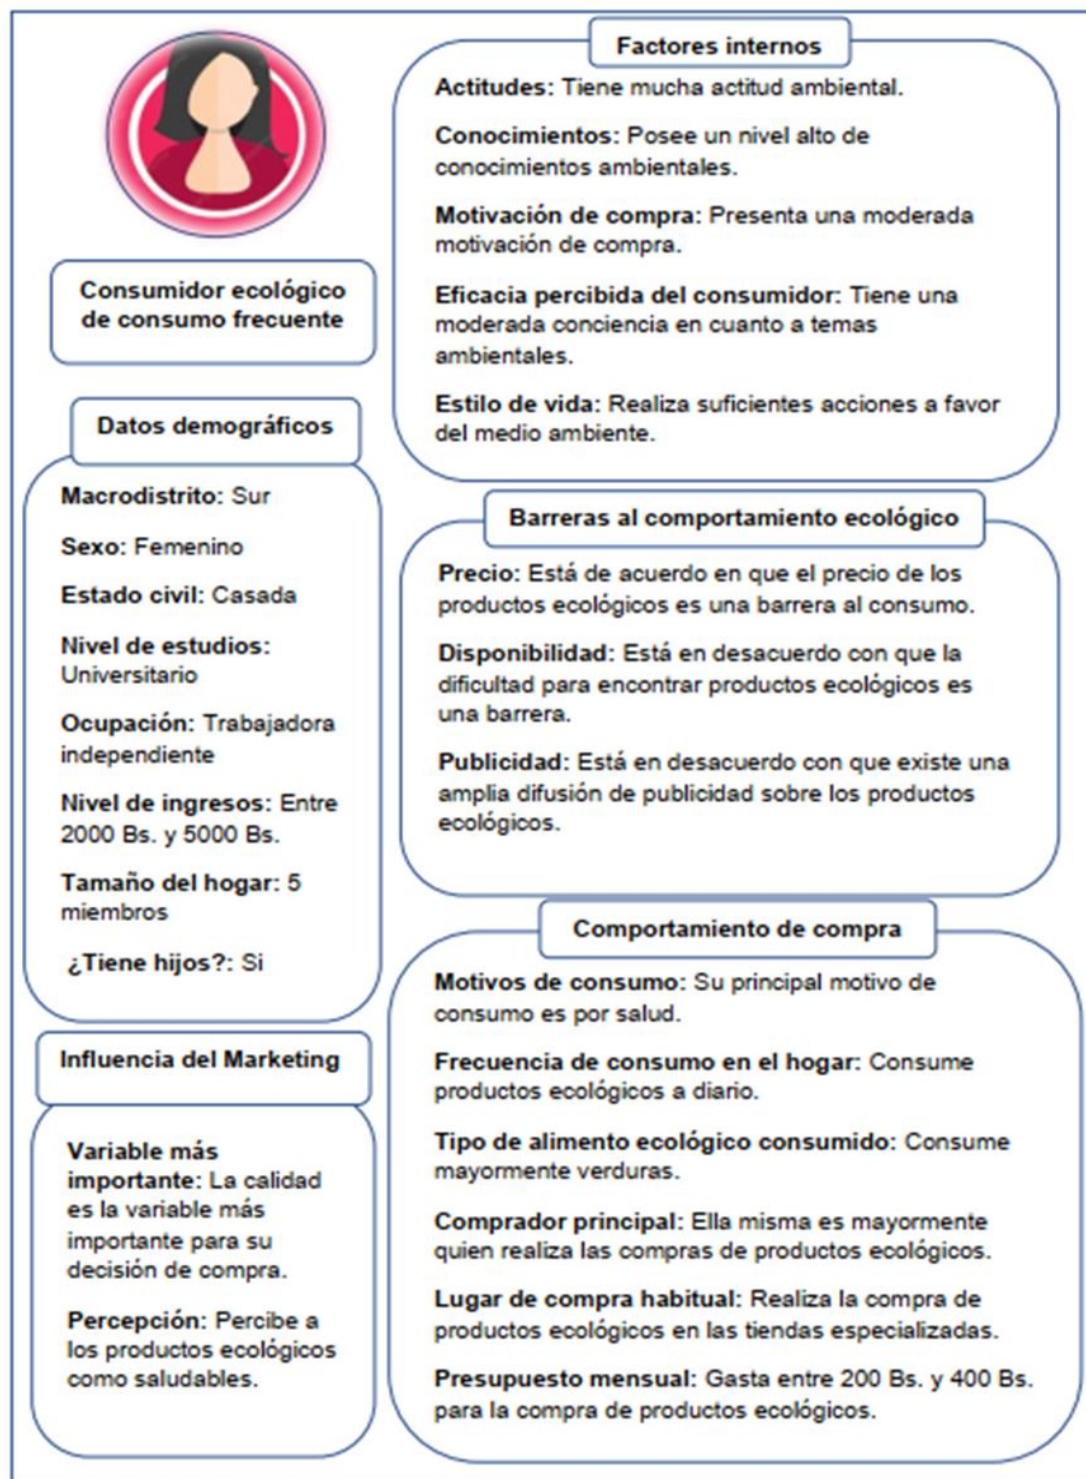 Consumidor ecológico
de consumo frecuente
Datos demográficos
Macrodistrito: Sur
Sexo: Femenino
Estado civil: Casada
Nivel de estudios:
Universitario
Ocupación: Trabajadora
independiente
Nivel de ingresos: Entre
2000 Bs. y 5000 Bs.
Tamaño del hogar: 5
miembros
¿Tiene hijos?: Si
Influencia del Marketing
Variable más
importante: La calidad
es la variable más
importante para su
decisión de compra.
Percepción: Percibe a
los productos ecológicos
como saludables.
Factores internos
Actitudes: Tiene mucha actitud ambiental.
Conocimientos: Posee un nivel alto de
conocimientos ambientales.
Motivación de compra: Presenta una moderada
motivación de compra.
Eficacia percibida del consumidor: Tiene una
moderada conciencia en cuanto a temas
ambientales.
Estilo de vida: Realiza suficientes acciones a favor
del medio ambiente.
Barreras al comportamiento ecológico
Precio: Está de acuerdo en que el precio de los
productos ecológicos es una barrera al consumo.
Disponibilidad: Está en desacuerdo con que la
dificultad para encontrar productos ecológicos es
una barrera.
Publicidad: Está en desacuerdo con que existe una
amplia difusión de publicidad sobre los productos
ecológicos.
Comportamiento de compra
Motivos de consumo: Su principal motivo de
consumo es por salud.
Frecuencia de consumo en el hogar: Consume
productos ecológicos a diario.
Tipo de alimento ecológico consumido: Consume
mayormente verduras.
Comprador principal: Ella misma es mayormente
quien realiza las compras de productos ecológicos.
Lugar de compra habitual: Realiza la compra de
productos ecológicos en las tiendas especializadas.
Presupuesto mensual: Gasta entre 200 Bs. y 400 Bs.
para la compra de productos ecológicos.